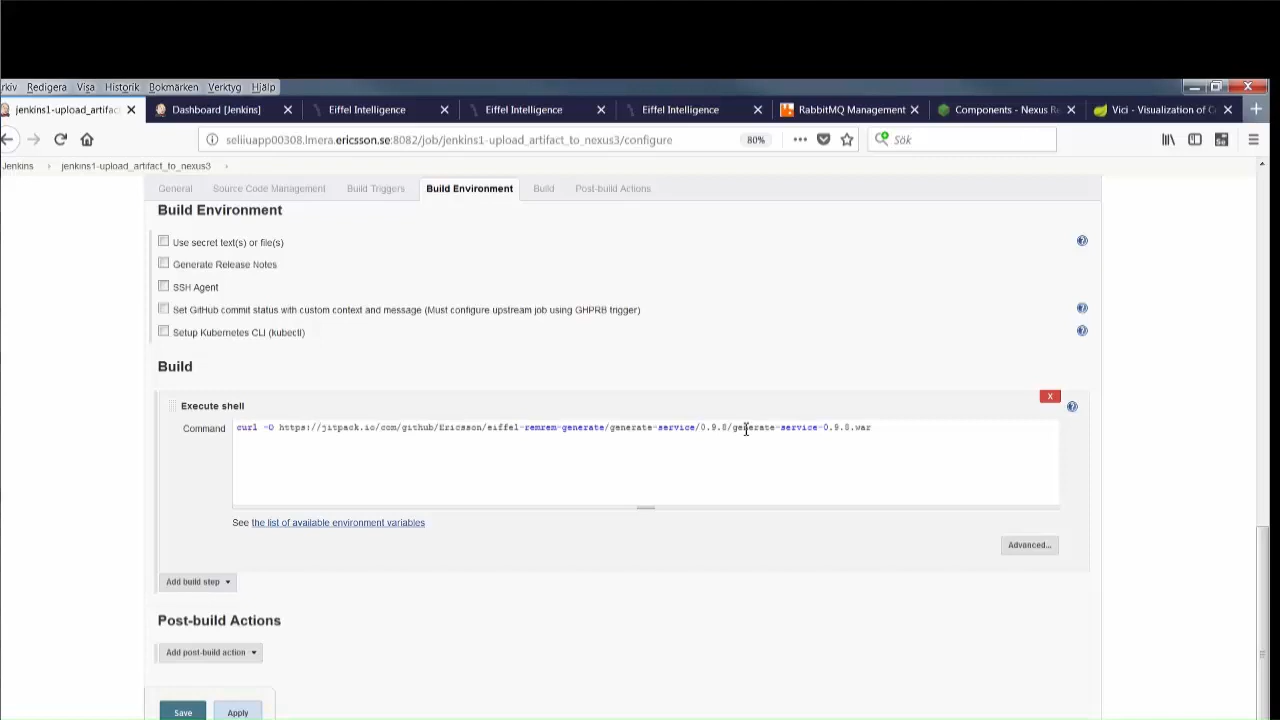 rkiv Redigera Visa Historik Bokmärken Verktyg Hjälp
jenkins1-upload_artifac Dashboard [Jenkins] Eiffel Intelligence Eiffel Intelligence Eiffel Intelligence RabbitMQ Management Components - Nexus Re Vici - Visualization of C
seliiuapp00308.lmera.ericsson.se:8082/job/jenkins1-upload_artifact_to_nexus3/configure 80% Sök
Jenkins jenkins1-upload_artifact_to_nexus3
General Source Code Management Build Triggers Build Environment Build Post-build Actions
Build Environment
Use secret text(s) or file(s)
Generate Release Notes
SSH Agent
Set GitHub commit status with custom context and message (Must configure upstream job using GHPRB trigger)
Setup Kubernetes CLI (kubectl)
Build
Execute shell
X
Command curl -O https://jitpack.io/com/github/Ericsson/eiffel-remrem-generate/generate-service/0.9.8/generate-service-0.9.8.war
See the list of available environment variables
Advanced...
Add build step
Post-build Actions
Add post-build action
Save Apply